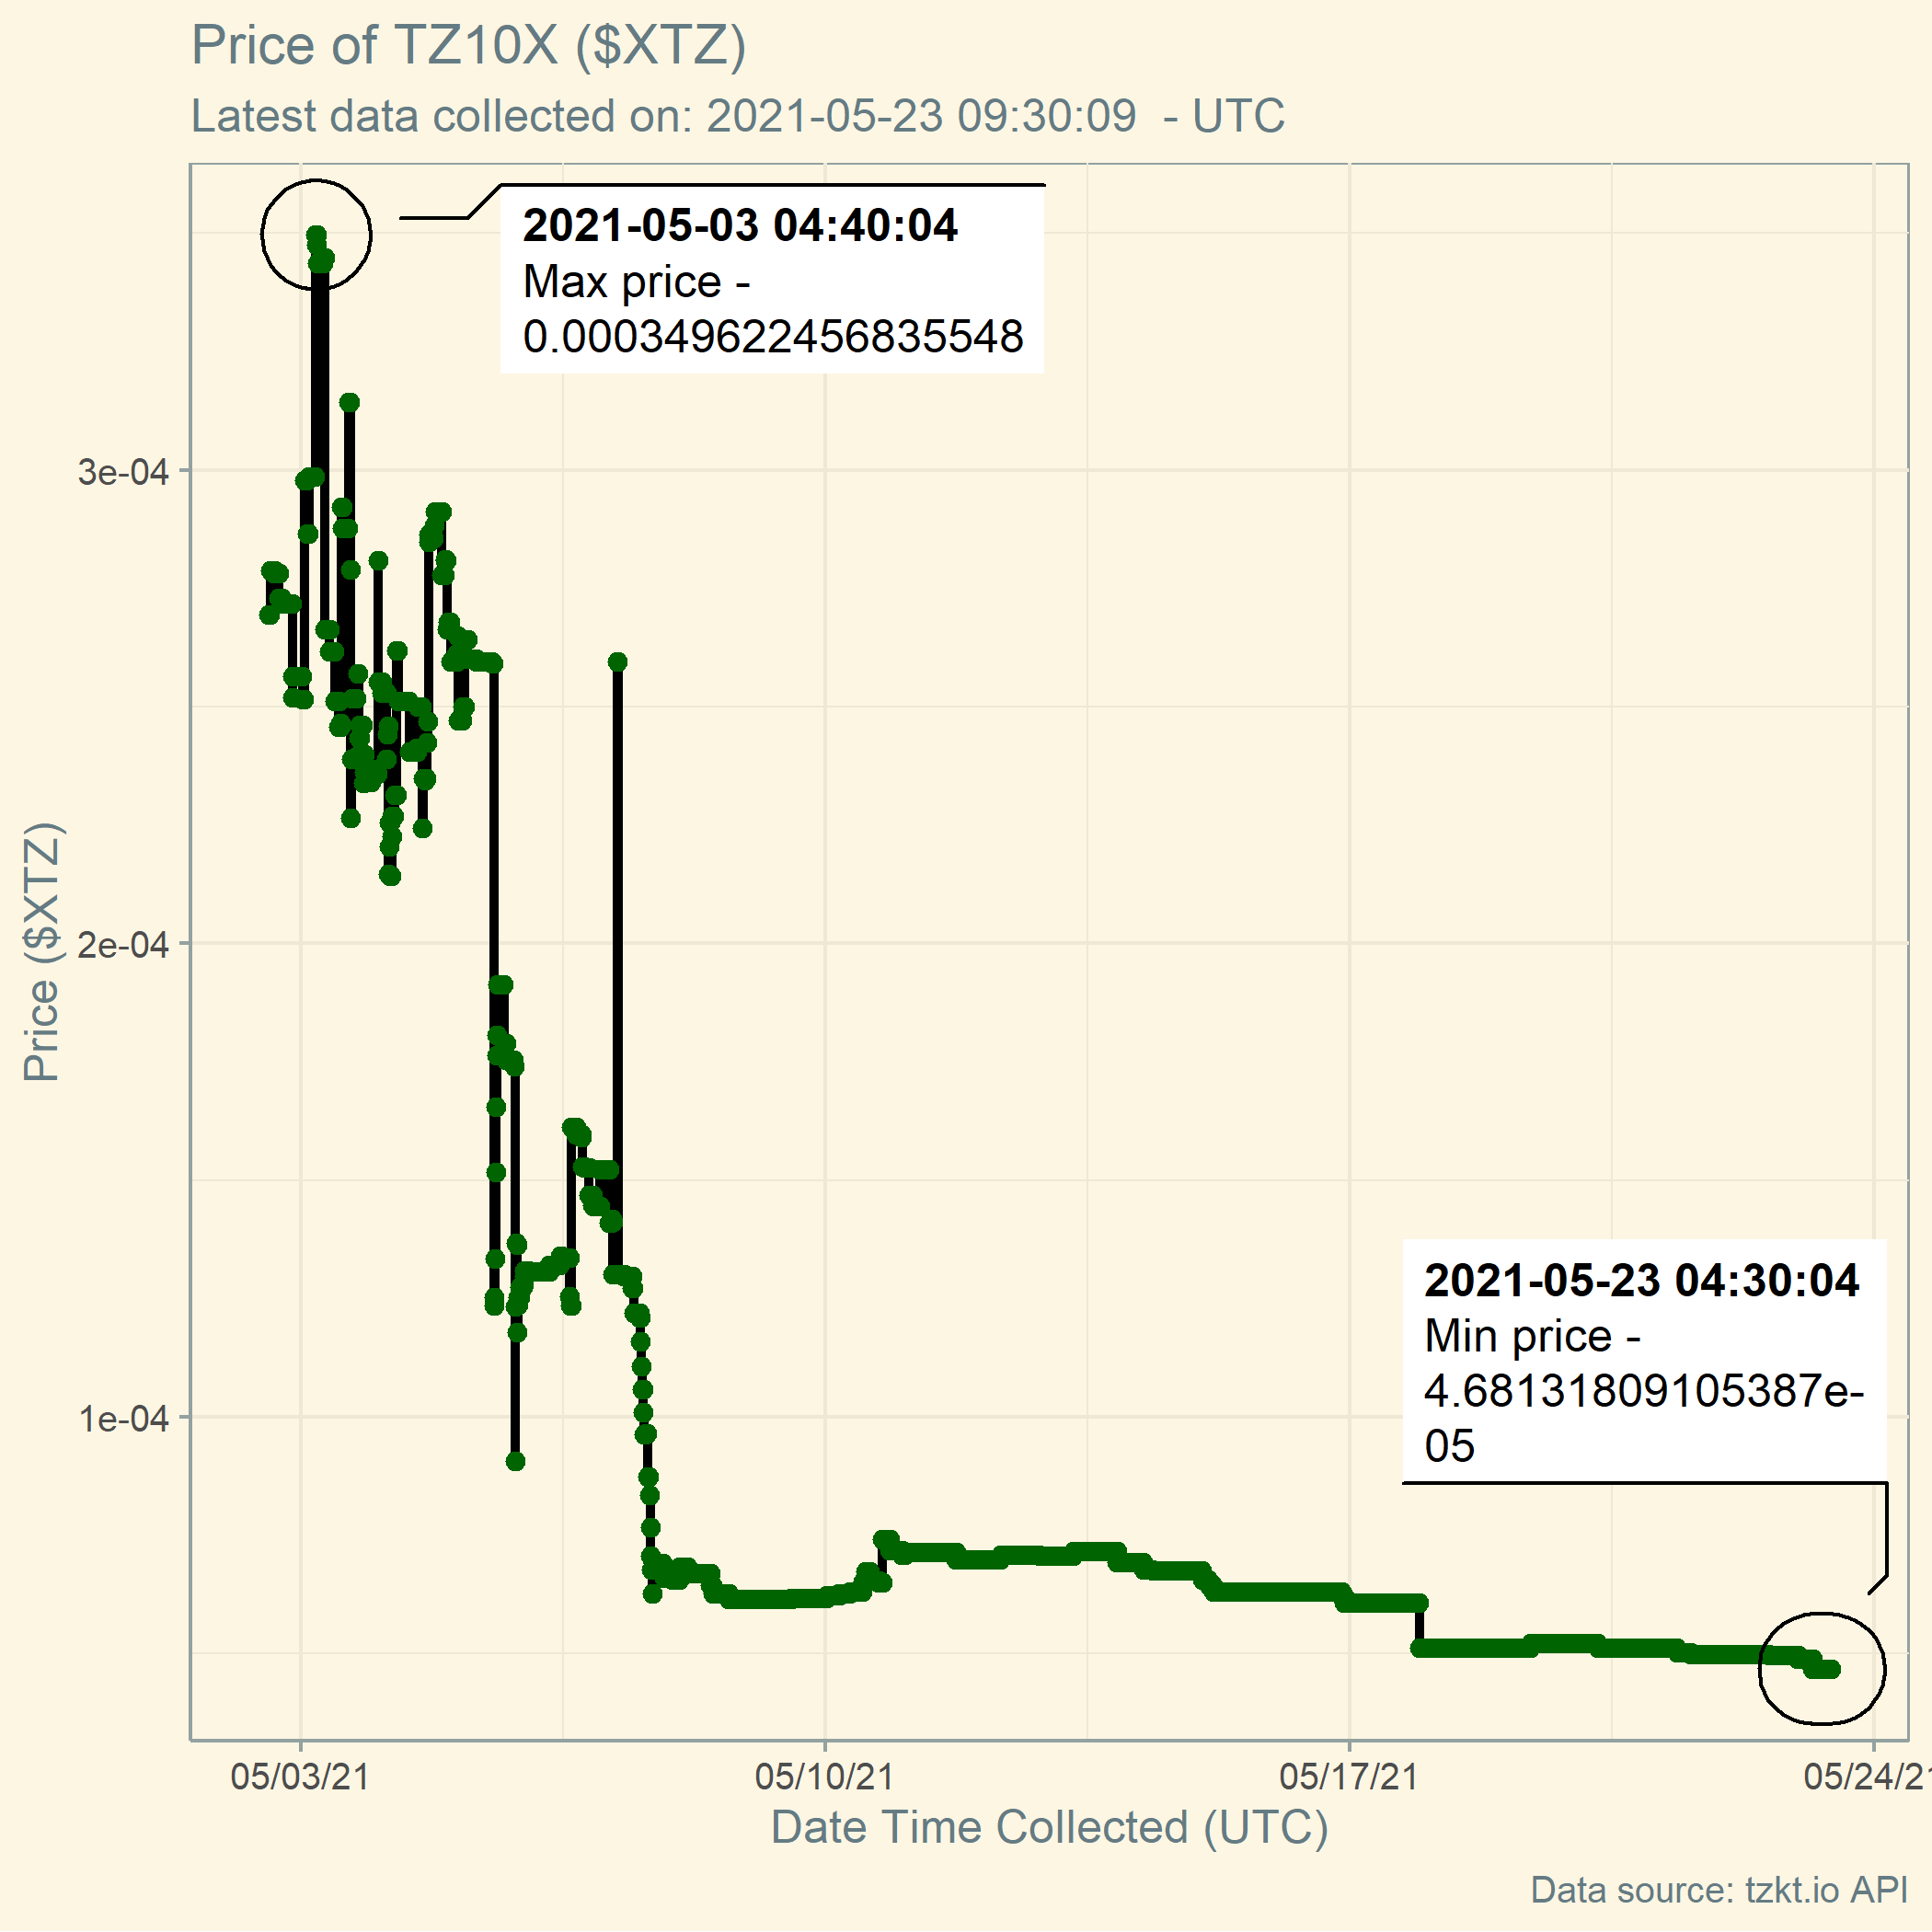 Price of TZ10X ($XTZ)
Latest data collected on: 2021-05-23 09:30:09  - UTC
2021-05-03 04:40:04
Max price -
0.000349622456835548
3e-04
2e-04
1e-04
Price ($XTZ)
2021-05-23 04:30:04
Min price -
4.68131809105387e-
05
05/03/21
05/10/21
05/17/21
05/24/21
Date Time Collected (UTC)
Data source: tzkt.io API